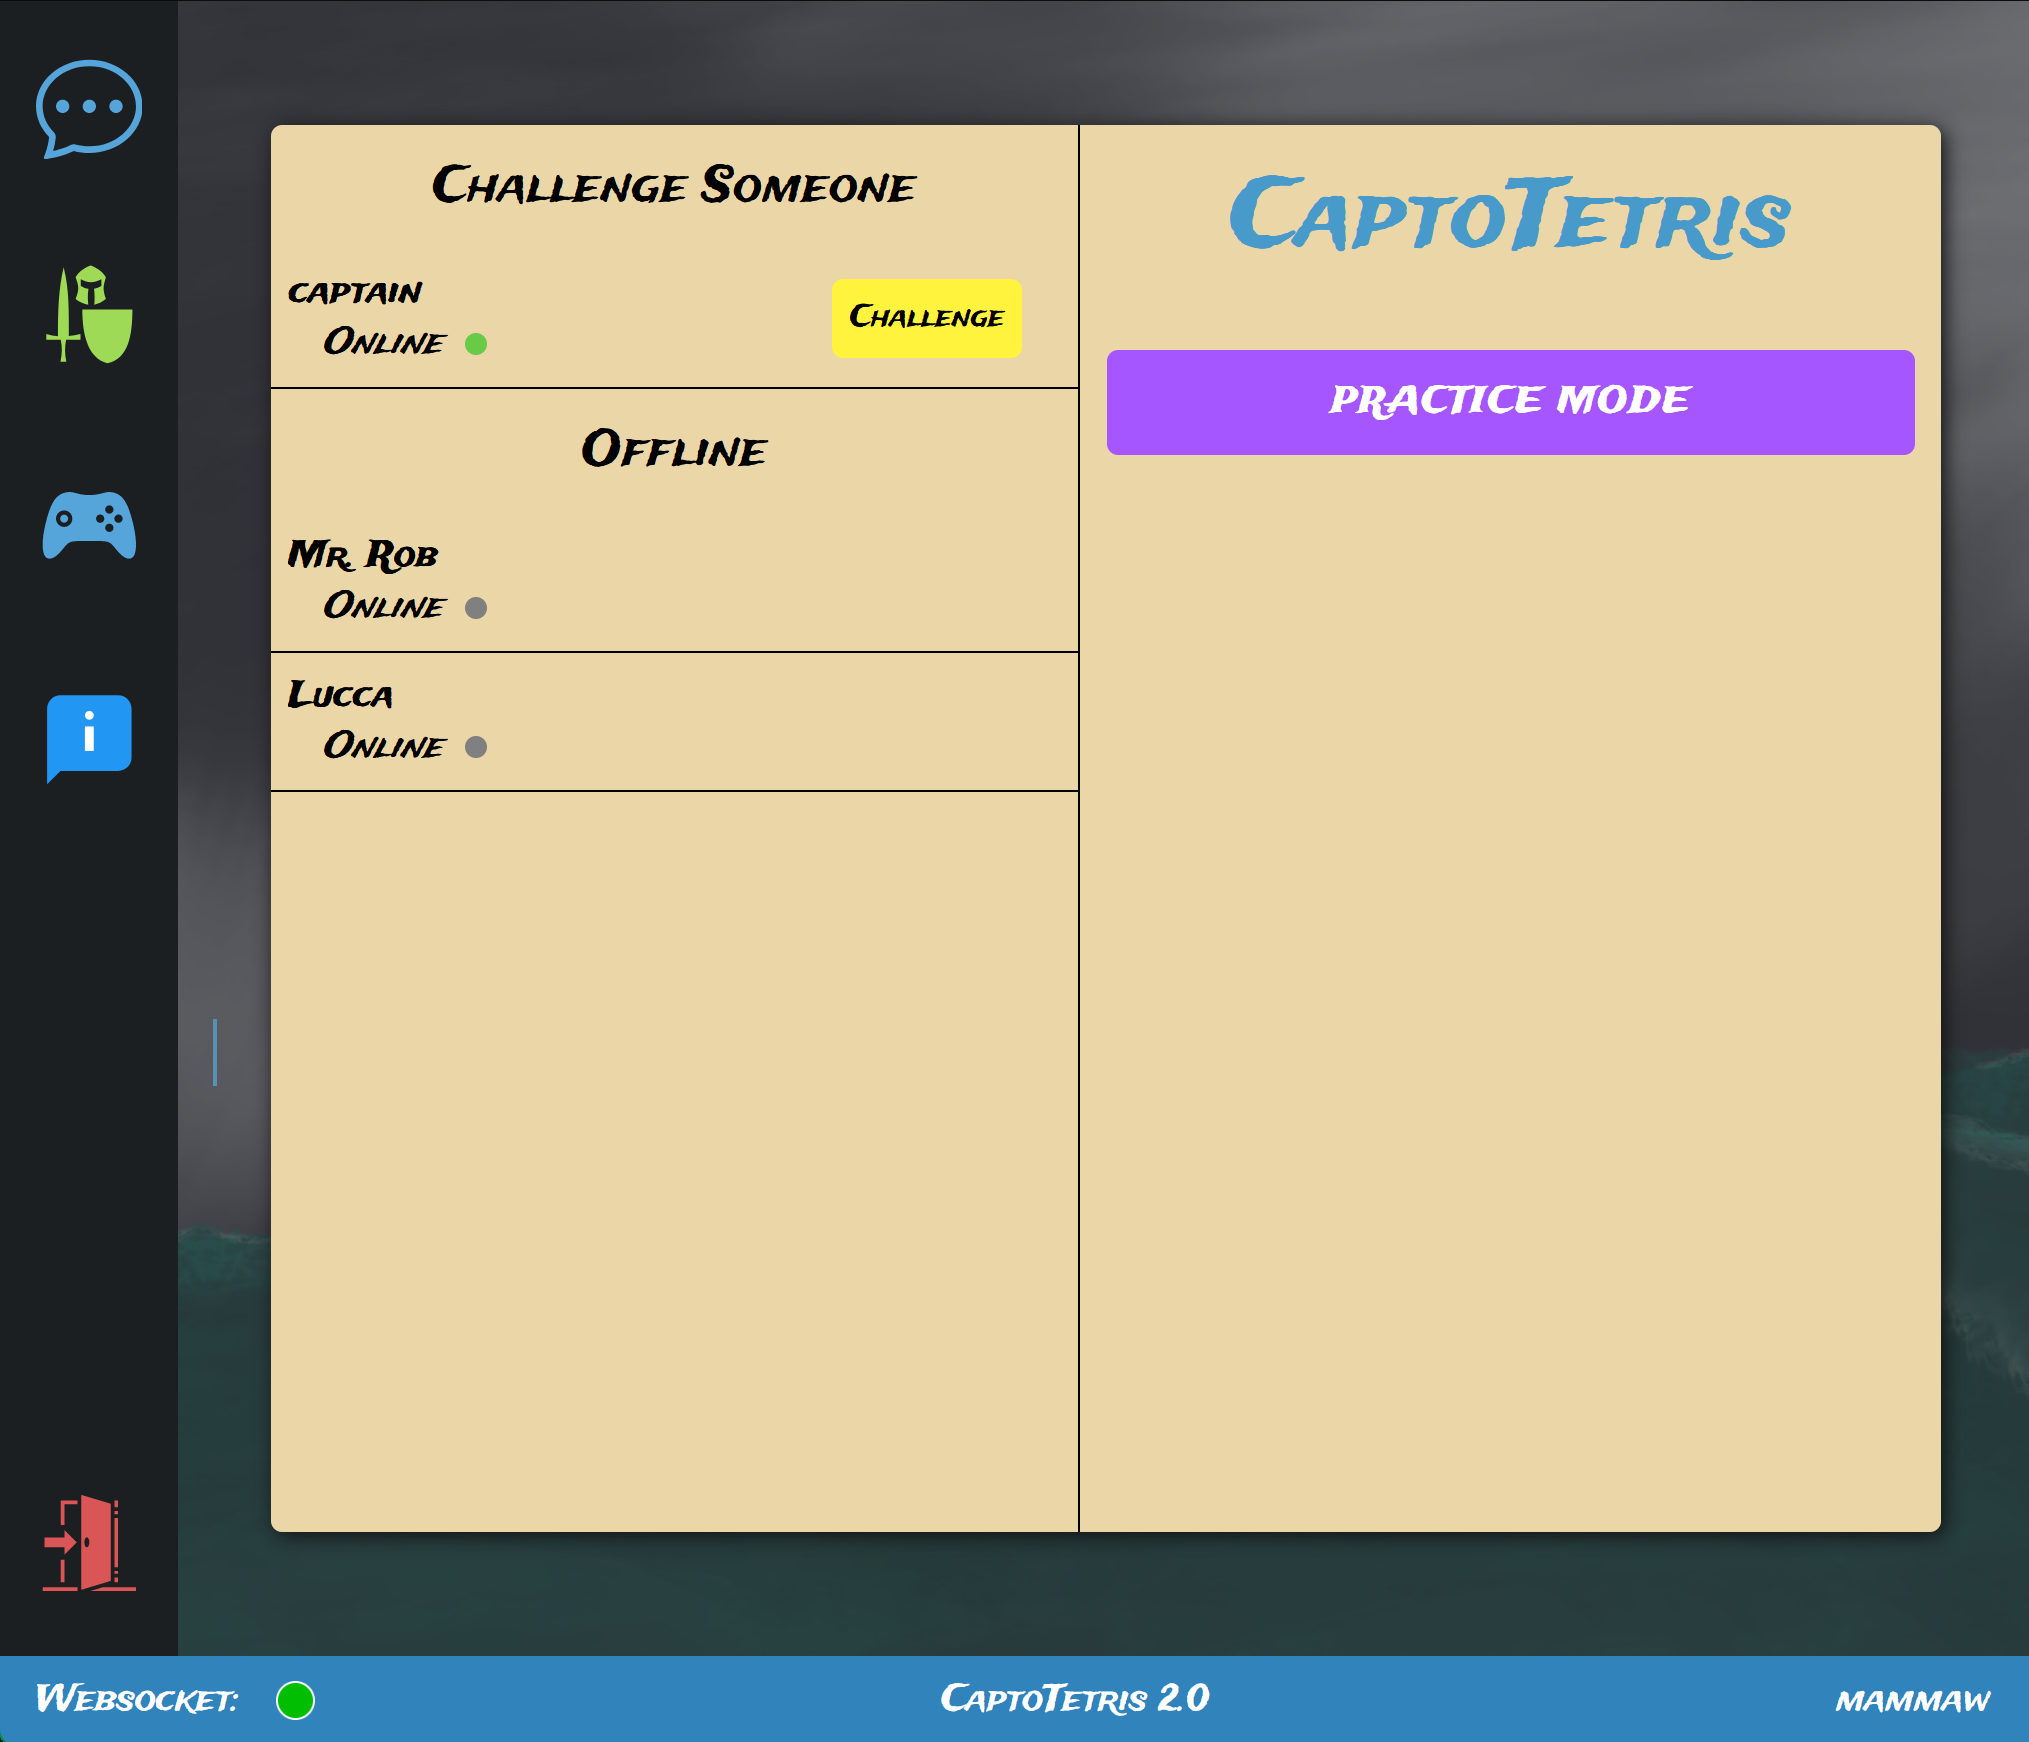 Challenge Someone
captain
Online
Challenge
Offline
Mr. Rob
Online
Lucca
Online
CaptoTetris
PRACTICE MODE
i
Websocket:
CaptoTetris 2.0
mammaw